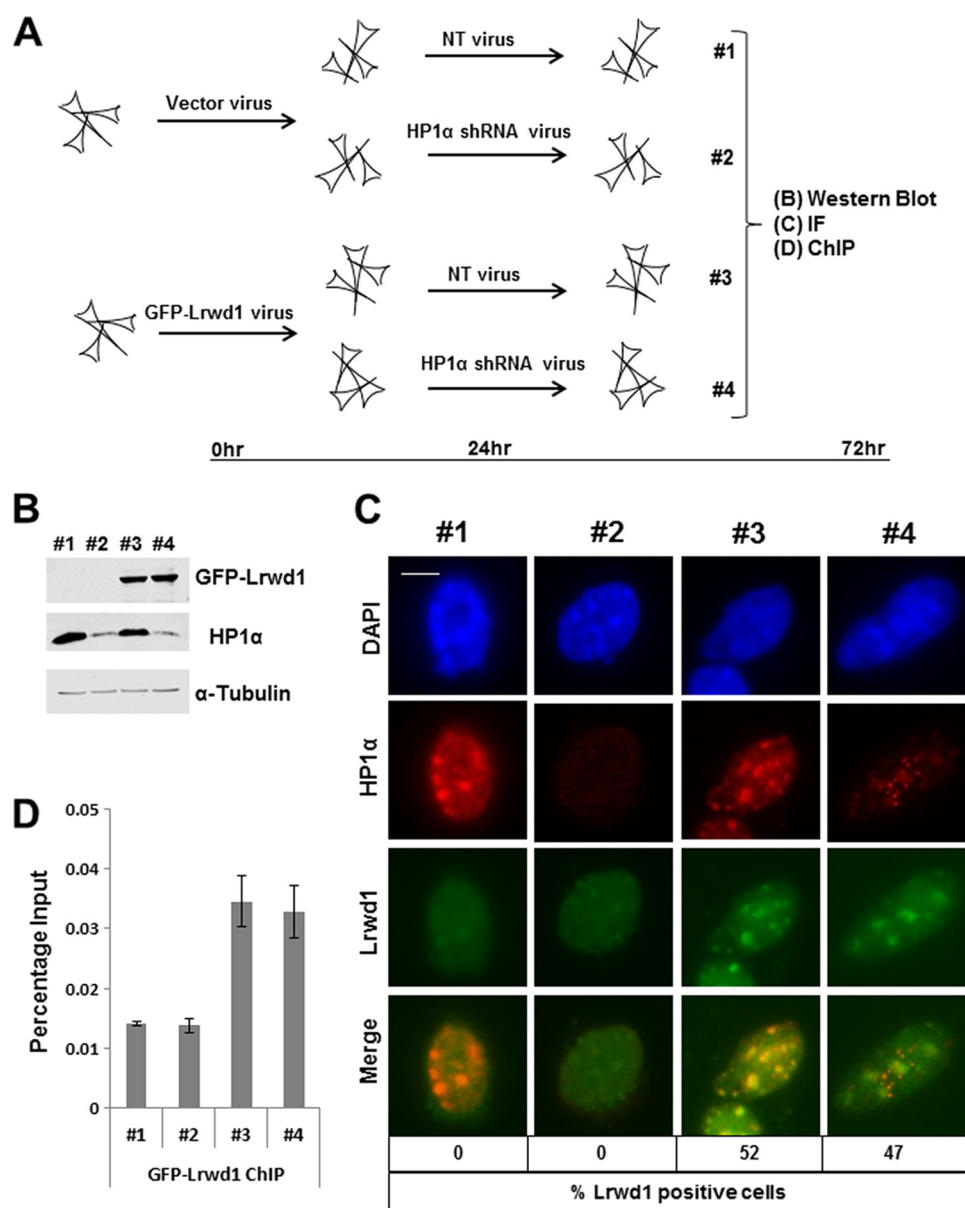 A
Vector virus
NT virus
#1
HP1α shRNA virus
#2
GFP-Lrwd1 virus
NT virus
#3
HP1α shRNA virus
#4
(B) Western Blot
(C) IF
(D) ChIP
0hr 24hr 72hr
B
#1 #2 #3 #4
GFP-Lrwd1
HP1α
α-Tubulin
C
#1 #2 #3 #4
DAPI
HP1α
Lrwd1
Merge
0 0 52 47
% Lrwd1 positive cells
D
Percentage Input
0.05
0.04
0.03
0.02
0.01
0
#1 #2 #3 #4
GFP-Lrwd1 ChIP